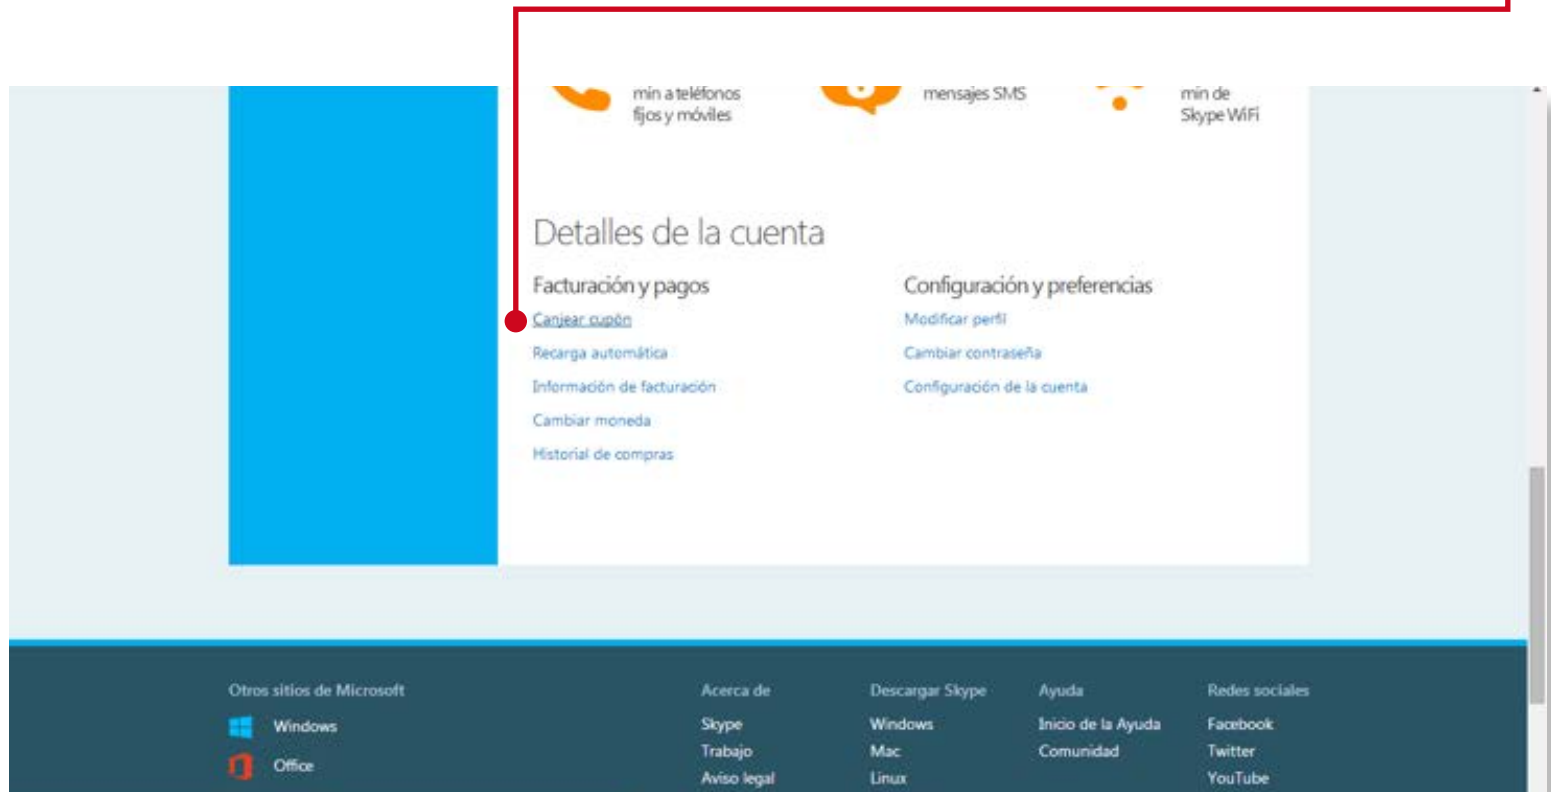 min a teléfonos
fijos y móviles
mensajes SMS
min de
Skype WiFi
Detalles de la cuenta
Facturación y pagos
Canjear cupón
Recarga automática
Información de facturación
Cambiar moneda
Historial de compras
Configuración y preferencias
Modificar perfil
Cambiar contraseña
Configuración de la cuenta
Otros sitios de Microsoft
Windows
Office
Acerca de
Skype
Trabajo
Aviso legal
Descargar Skype
Windows
Mac
Linux
Ayuda
Inicio de la Ayuda
Comunidad
Redes sociales
Facebook
Twitter
YouTube